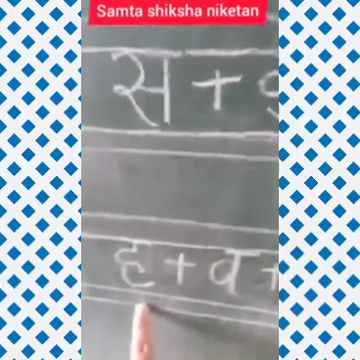 Samta shiksha niketan
स +
ह + व +